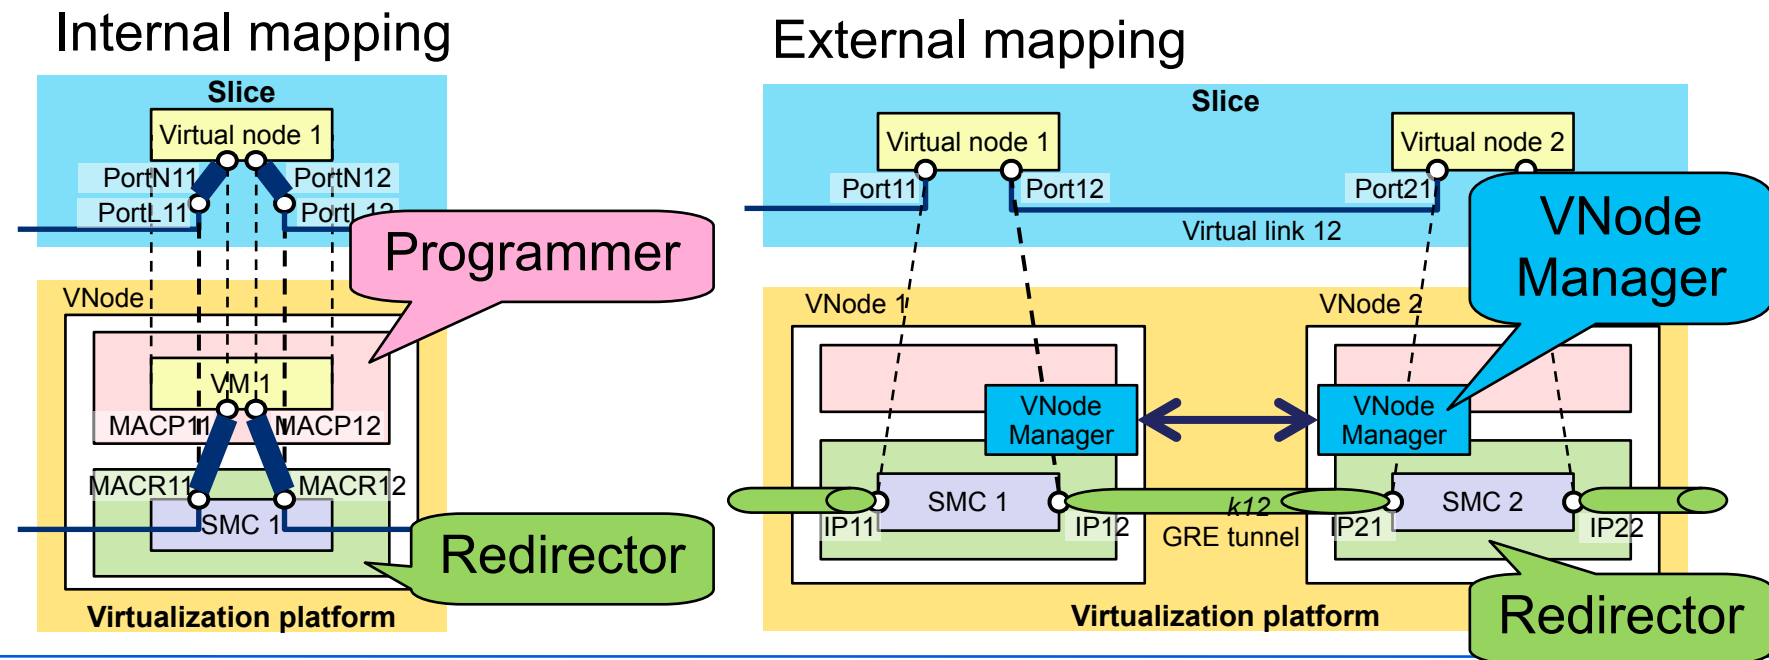 Internal mapping
Slice
Virtual node 1
PortN11
PortN12
PortL11
PortL12
Programmer
VNode
VM 1
MACP11
MACP12
MACR11
MACR12
SMC 1
Redirector
Virtualization platform
External mapping
Slice
Virtual node 1
Virtual node 2
Port11
Port12
Port21
Virtual link 12
VNode
Manager
VNode 1
VNode 2
VNode
Manager
VNode
Manager
SMC 1
k12
SMC 2
IP11
IP12
GRE tunnel
IP21
IP22
Redirector
Virtualization platform